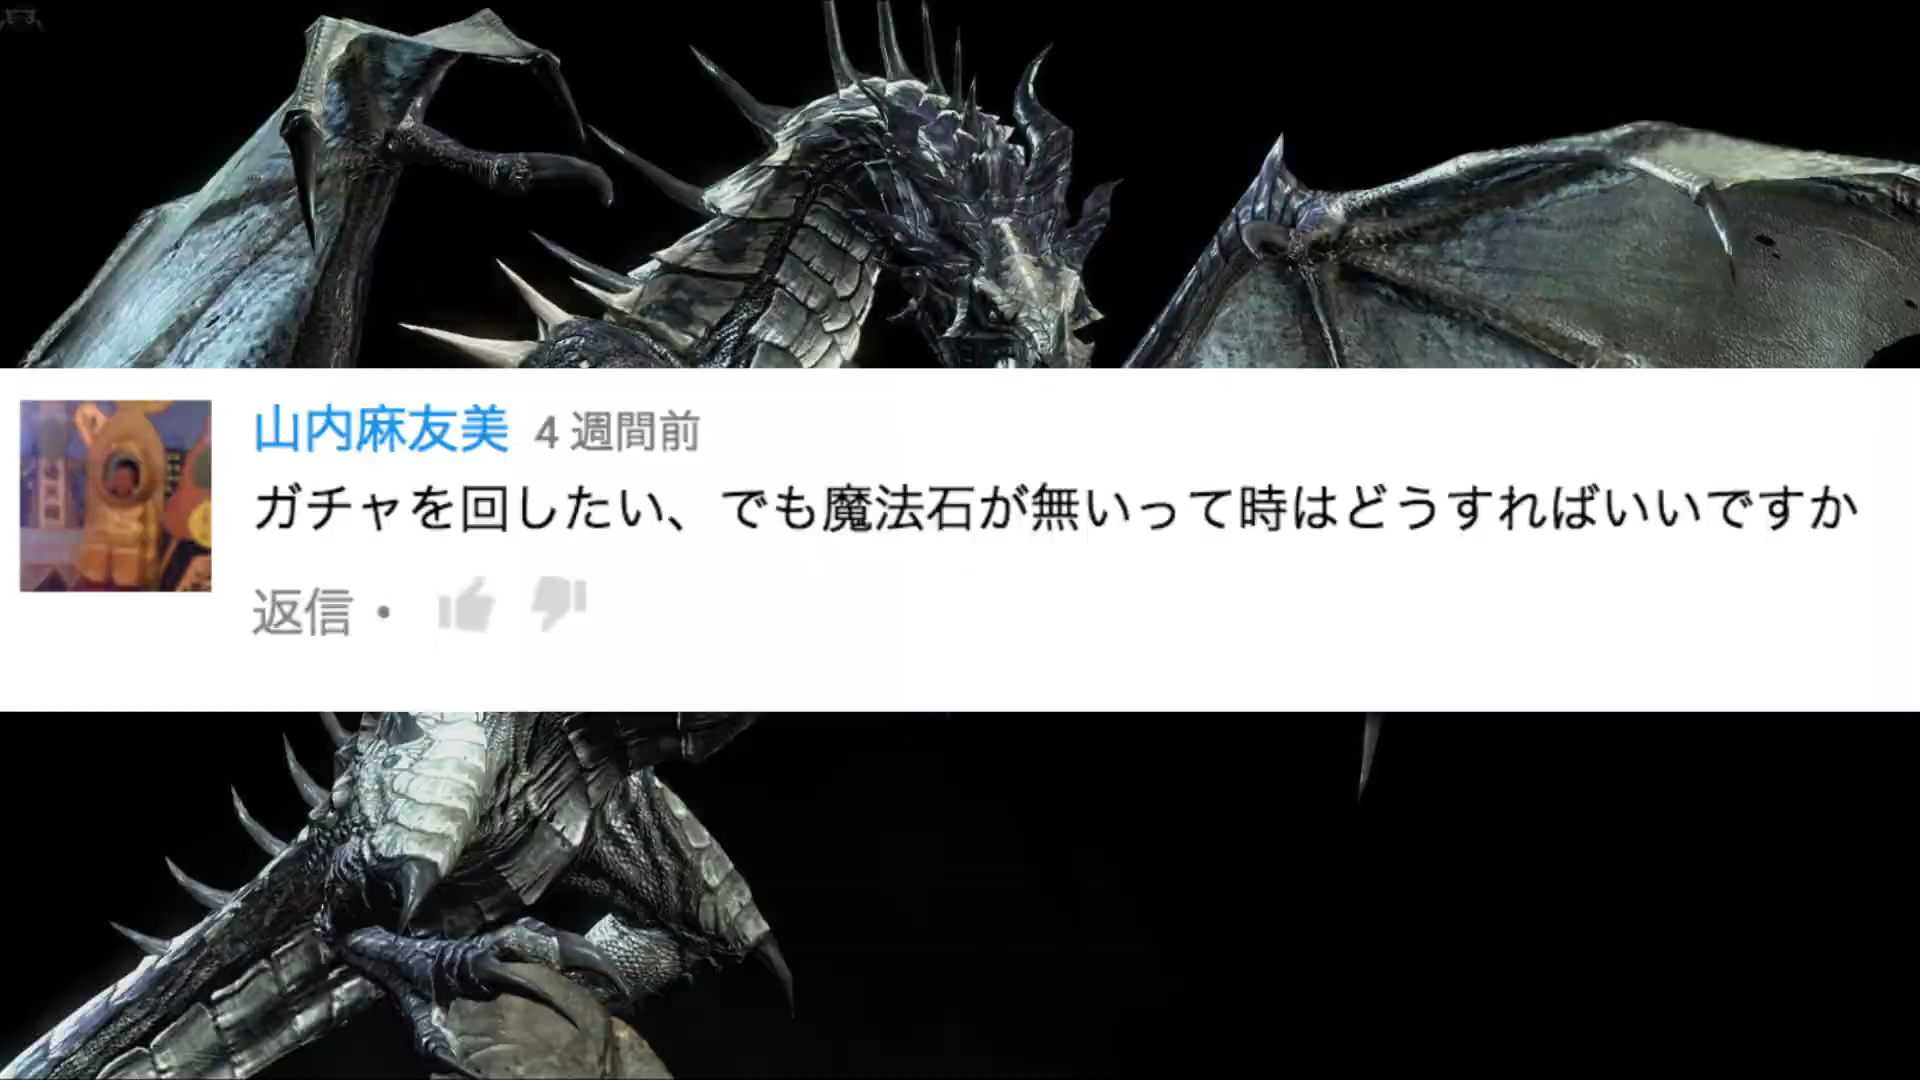 山内麻友美 4 週間前
ガチャを回したい、でも魔法石が無いって時はどうすればいいですか
返信 •